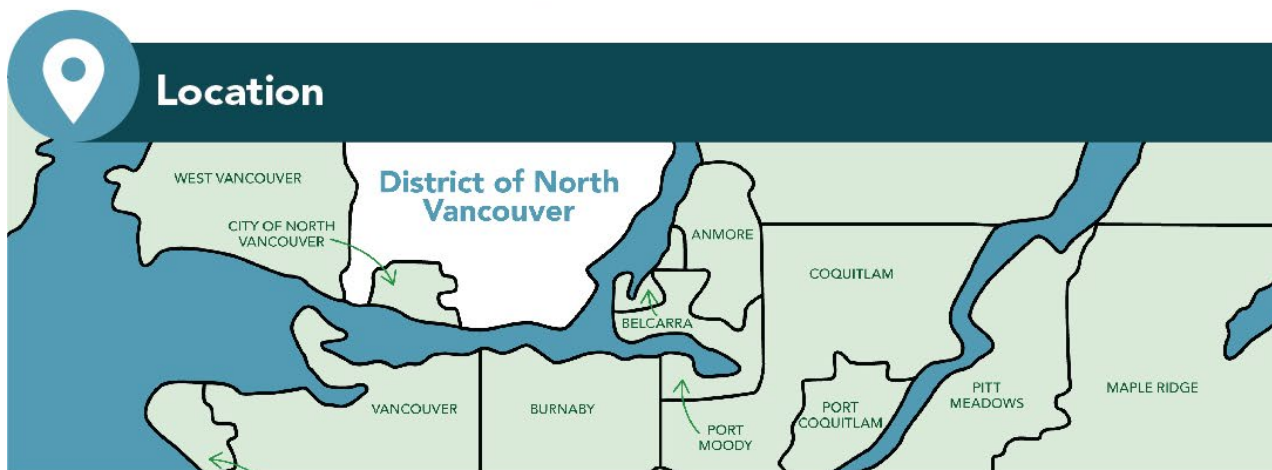 Location
WEST VANCOUVER
District of North
Vancouver
CITY OF NORTH
VANCOUVER
ANMORE
COQUITLAM
BELCARRA
VANCOUVER
BURNABY
PORT
MOODY
PORT
COQUITLAM
PITT
MEADOWS
MAPLE RIDGE